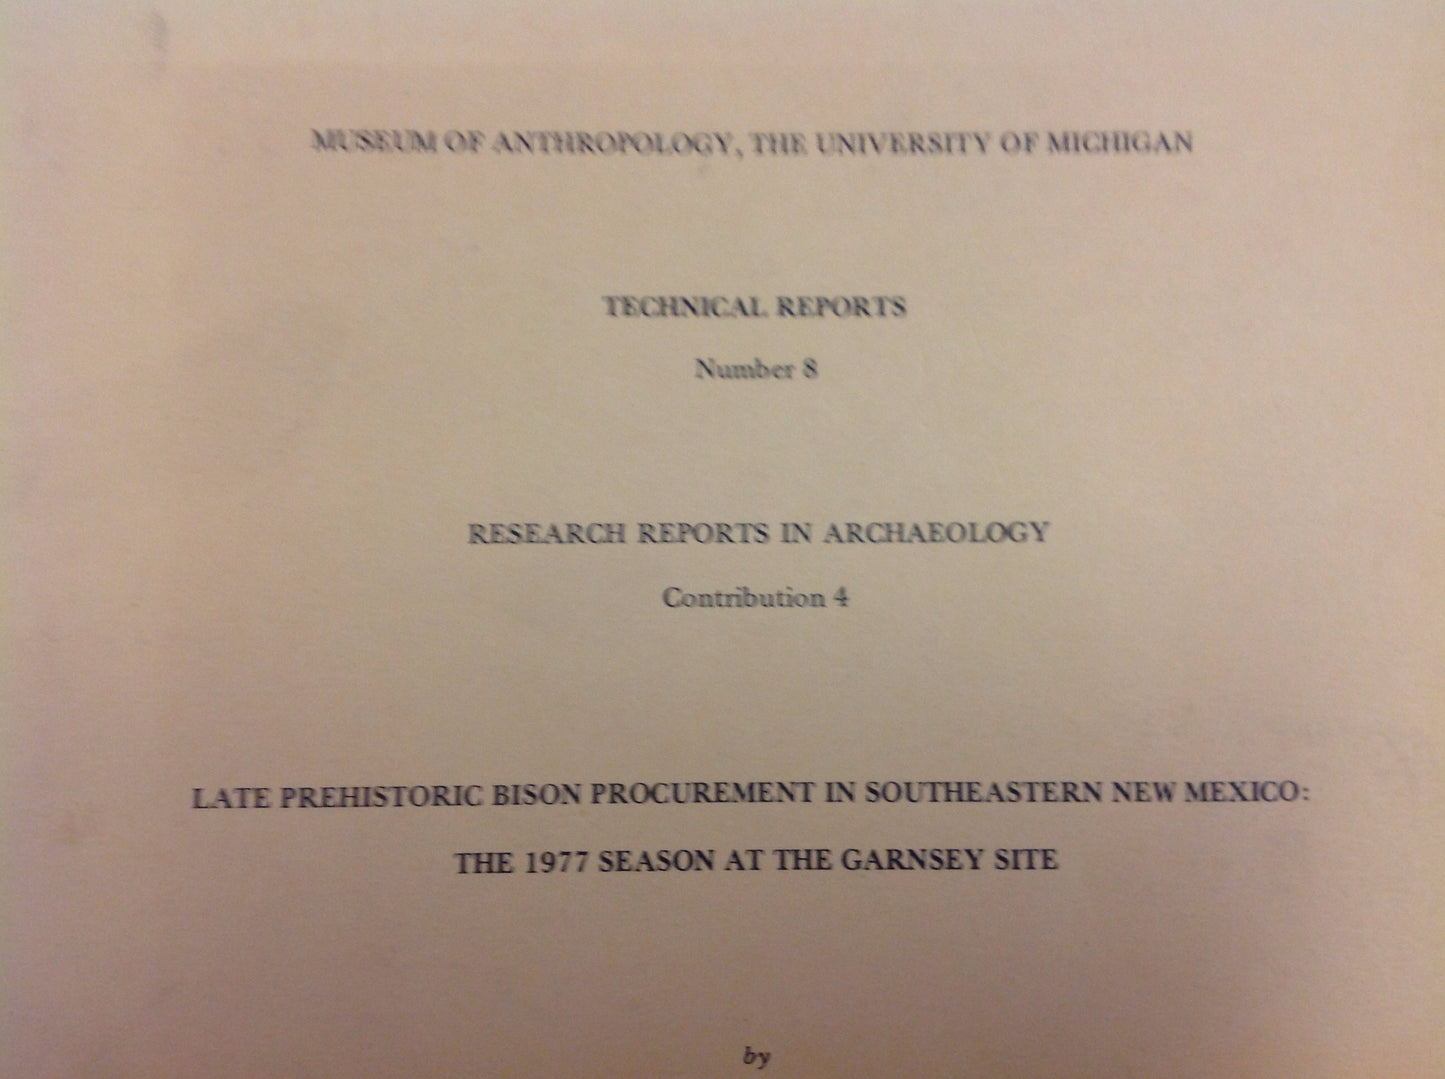 MUSEUM OF ANTHROPOLOGY, THE UNIVERSITY OF MICHIGAN
TECHNICAL REPORTS
Number 8
RESEARCH REPORTS IN ARCHAEOLOGY
Contribution 4
LATE PREHISTORIC BISON PROCUREMENT IN SOUTHEASTERN NEW MEXICO:
THE 1977 SEASON AT THE GARNSEY SITE
by